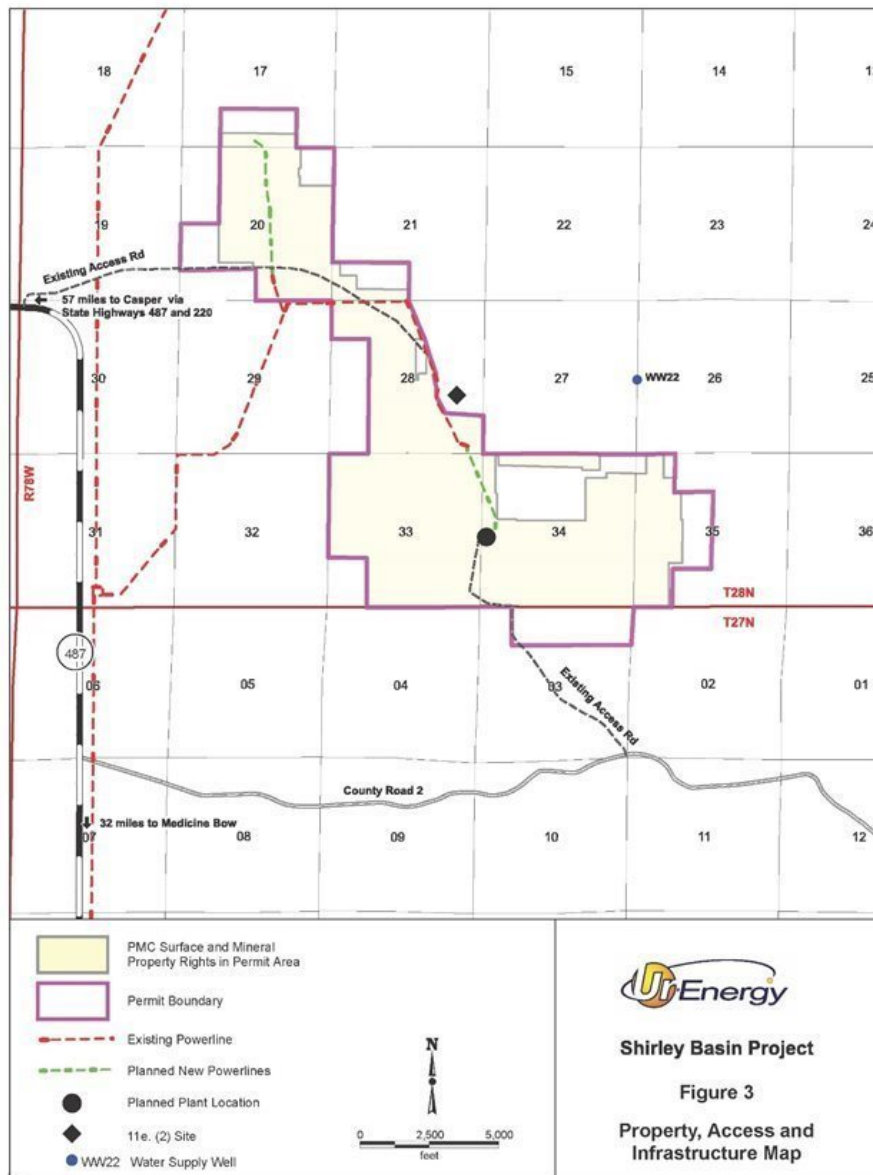 18
17
15
14
13
19
20
21
22
23
24
Existing Access Rd
57 miles to Casper via
State Highways 487 and 220
30
29
28
27
WW22
26
25
R78W
31
32
33
34
35
36
T28N
T27N
487
06
05
04
03
02
01
Existing Access Rd
County Road 2
32 miles to Medicine Bow
07
08
09
10
11
12
PMC Surface and Mineral
Property Rights in Permit Area
Permit Boundary
Existing Powerline
Planned New Powerlines
Planned Plant Location
11e. (2) Site
WW22 Water Supply Well
N
0 2,500 5,000
feet
Ur Energy
Shirley Basin Project
Figure 3
Property, Access and
Infrastructure Map